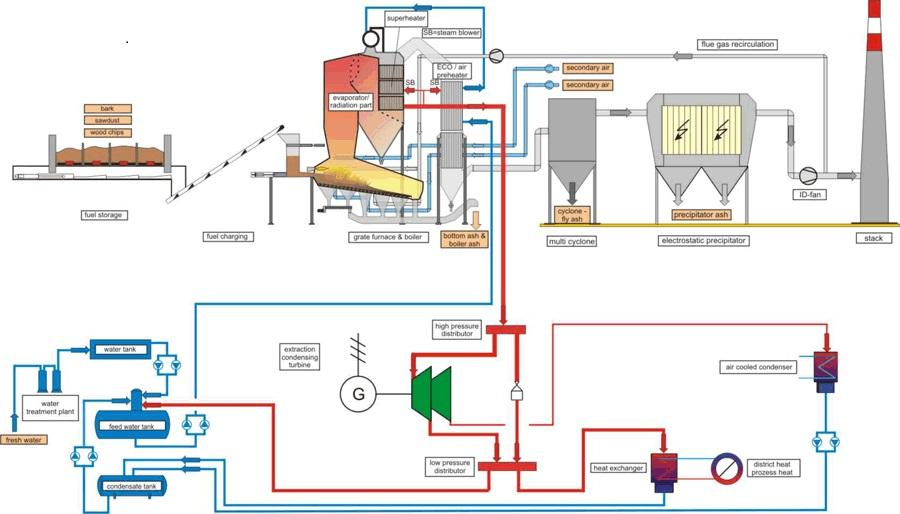 superheater
SB=steam blower
flue gas recirculation
ECO / air
preheater
secondary air
secondary air
SB
SB
evaporator/
radiation part
bark
sawdust
wood chips
fuel storage
fuel charging
grate furnace & boiler
bottom ash &
boiler ash
cyclone -
fly ash
multi cyclone
precipitator ash
electrostatic precipitator
ID-fan
stack
high pressure
distributor
extraction
condensing
turbine
G
air cooled condenser
water tank
water
treatment plant
fresh water
feed water tank
condensate tank
low pressure
distributor
heat exchanger
district heat
prozess heat